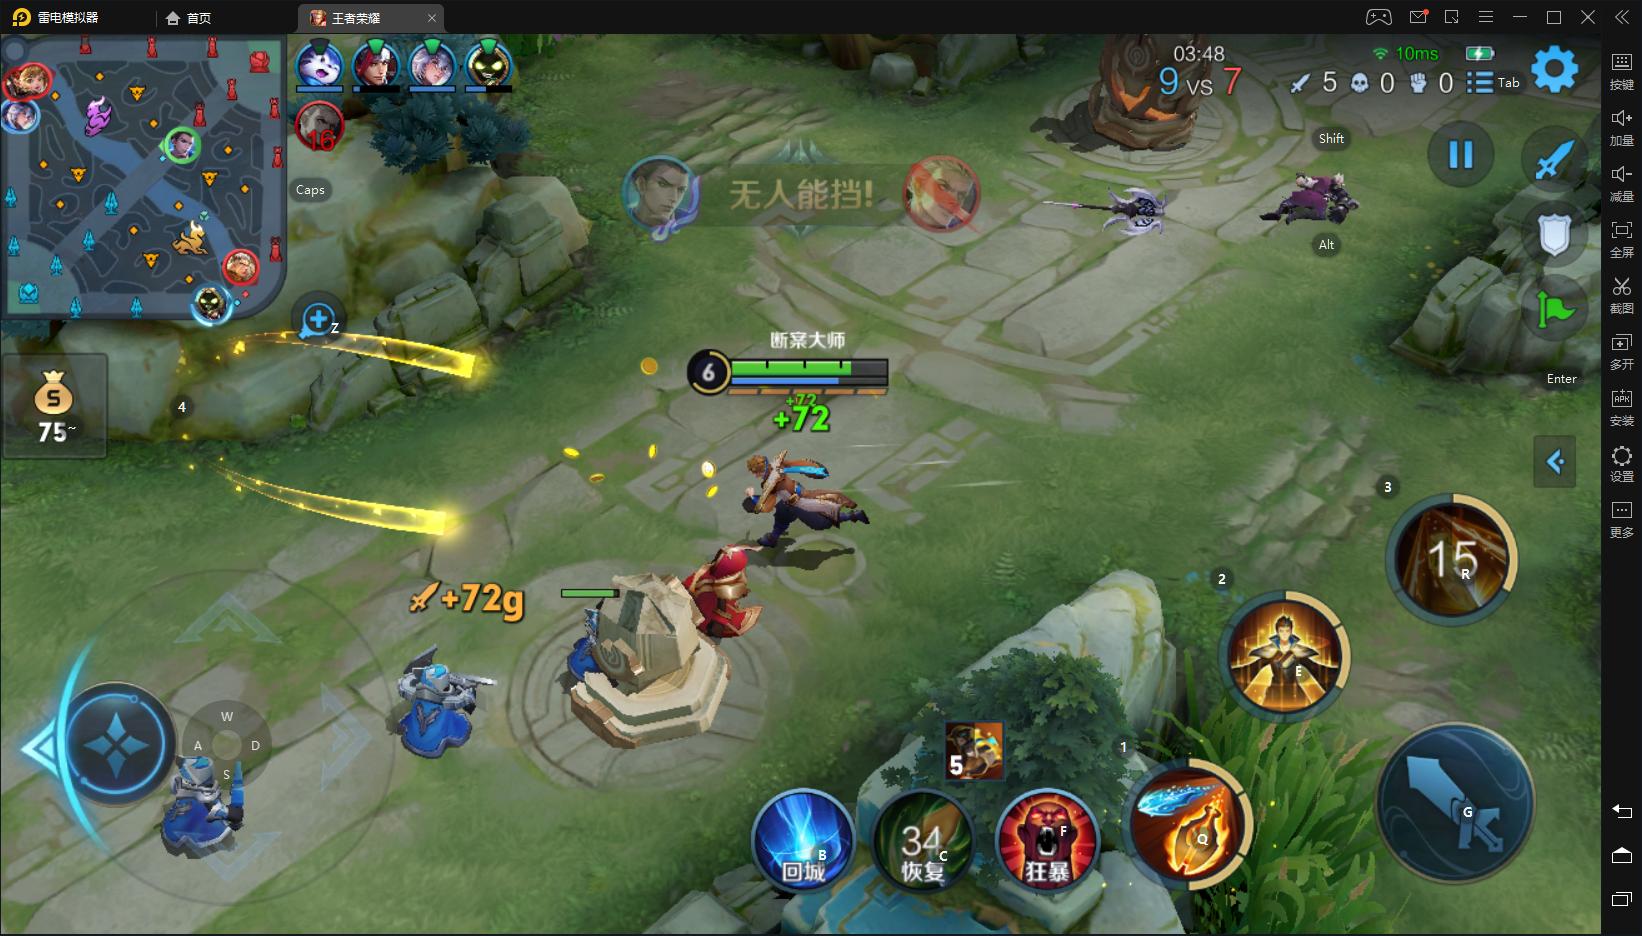 雷电模拟器
首页
王者荣耀
03:48
9 VS 7
10ms
5
0
0
Tab
16
Caps
Shift
无人能挡!
Alt
Z
断案大师
6
+72
+72
75~
4
Enter
3
15
R
2
E
+72g
W
A
D
S
5
1
回城
B
34
恢复
C
狂暴
F
Q
G
按键
加量
减量
全屏
截图
多开
APK
安装
设置
更多